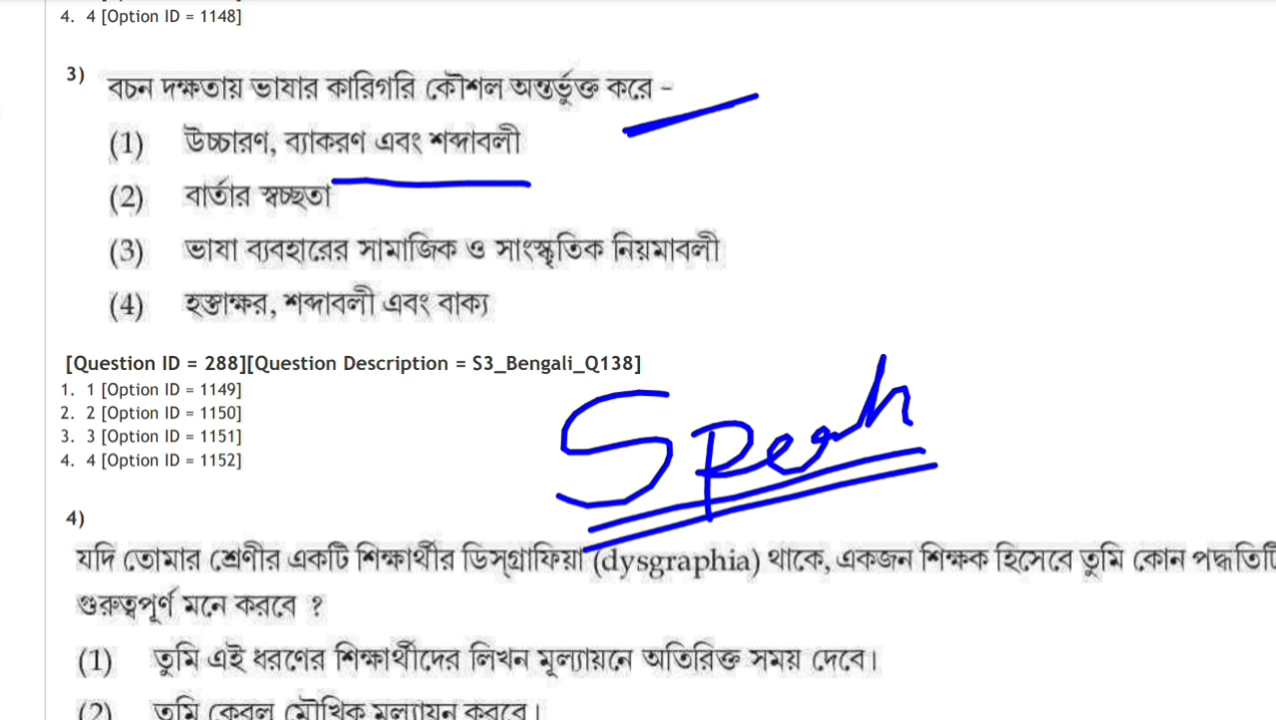 4. 4 [Option ID = 1148]
3) বচন দক্ষতায় ভাষার কারিগরি কৌশল অন্তর্ভুক্ত করে -
(1) উচ্চারণ, ব্যাকরণ এবং শব্দাবলী
(2) বার্তার স্বচ্ছতা
(3) ভাষা ব্যবহারের সামাজিক ও সাংস্কৃতিক নিয়মাবলী
(4) হস্তাক্ষর, শব্দাবলী এবং বাক্য
[Question ID = 288][Question Description = S3_Bengali_Q138]
1. 1 [Option ID = 1149]
2. 2 [Option ID = 1150]
3. 3 [Option ID = 1151]
4. 4 [Option ID = 1152]
4)
যদি তোমার শ্রেণীর একটি শিক্ষার্থীর ডিস্‌গ্রাফিয়া (dysgraphia) থাকে, একজন শিক্ষক হিসেবে তুমি কোন পদ্ধতিটি
গুরুত্বপূর্ণ মনে করবে ?
(1) তুমি এই ধরণের শিক্ষার্থীদের লিখন মূল্যায়নে অতিরিক্ত সময় দেবে।
(2) তুমি কেবল মৌখিক মূল্যায়ন করবে।